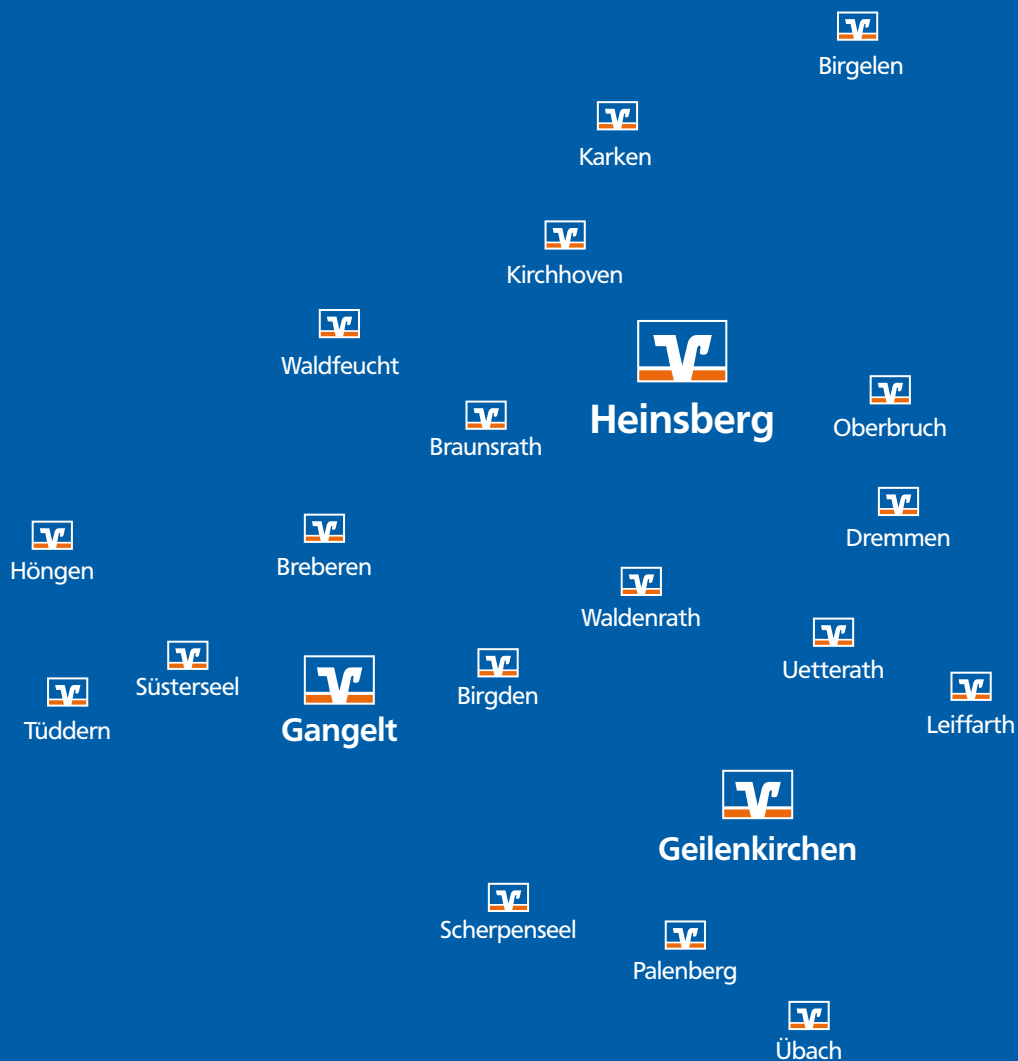 Birgelen
Karken
Kirchhoven
Waldfeucht
Heinsberg
Oberbruch
Braunsrath
Dremmen
Höngen
Breberen
Waldenrath
Uetterath
Süsterseel
Birgden
Leiffarth
Tüddern
Gangelt
Geilenkirchen
Scherpenseel
Palenberg
Übach